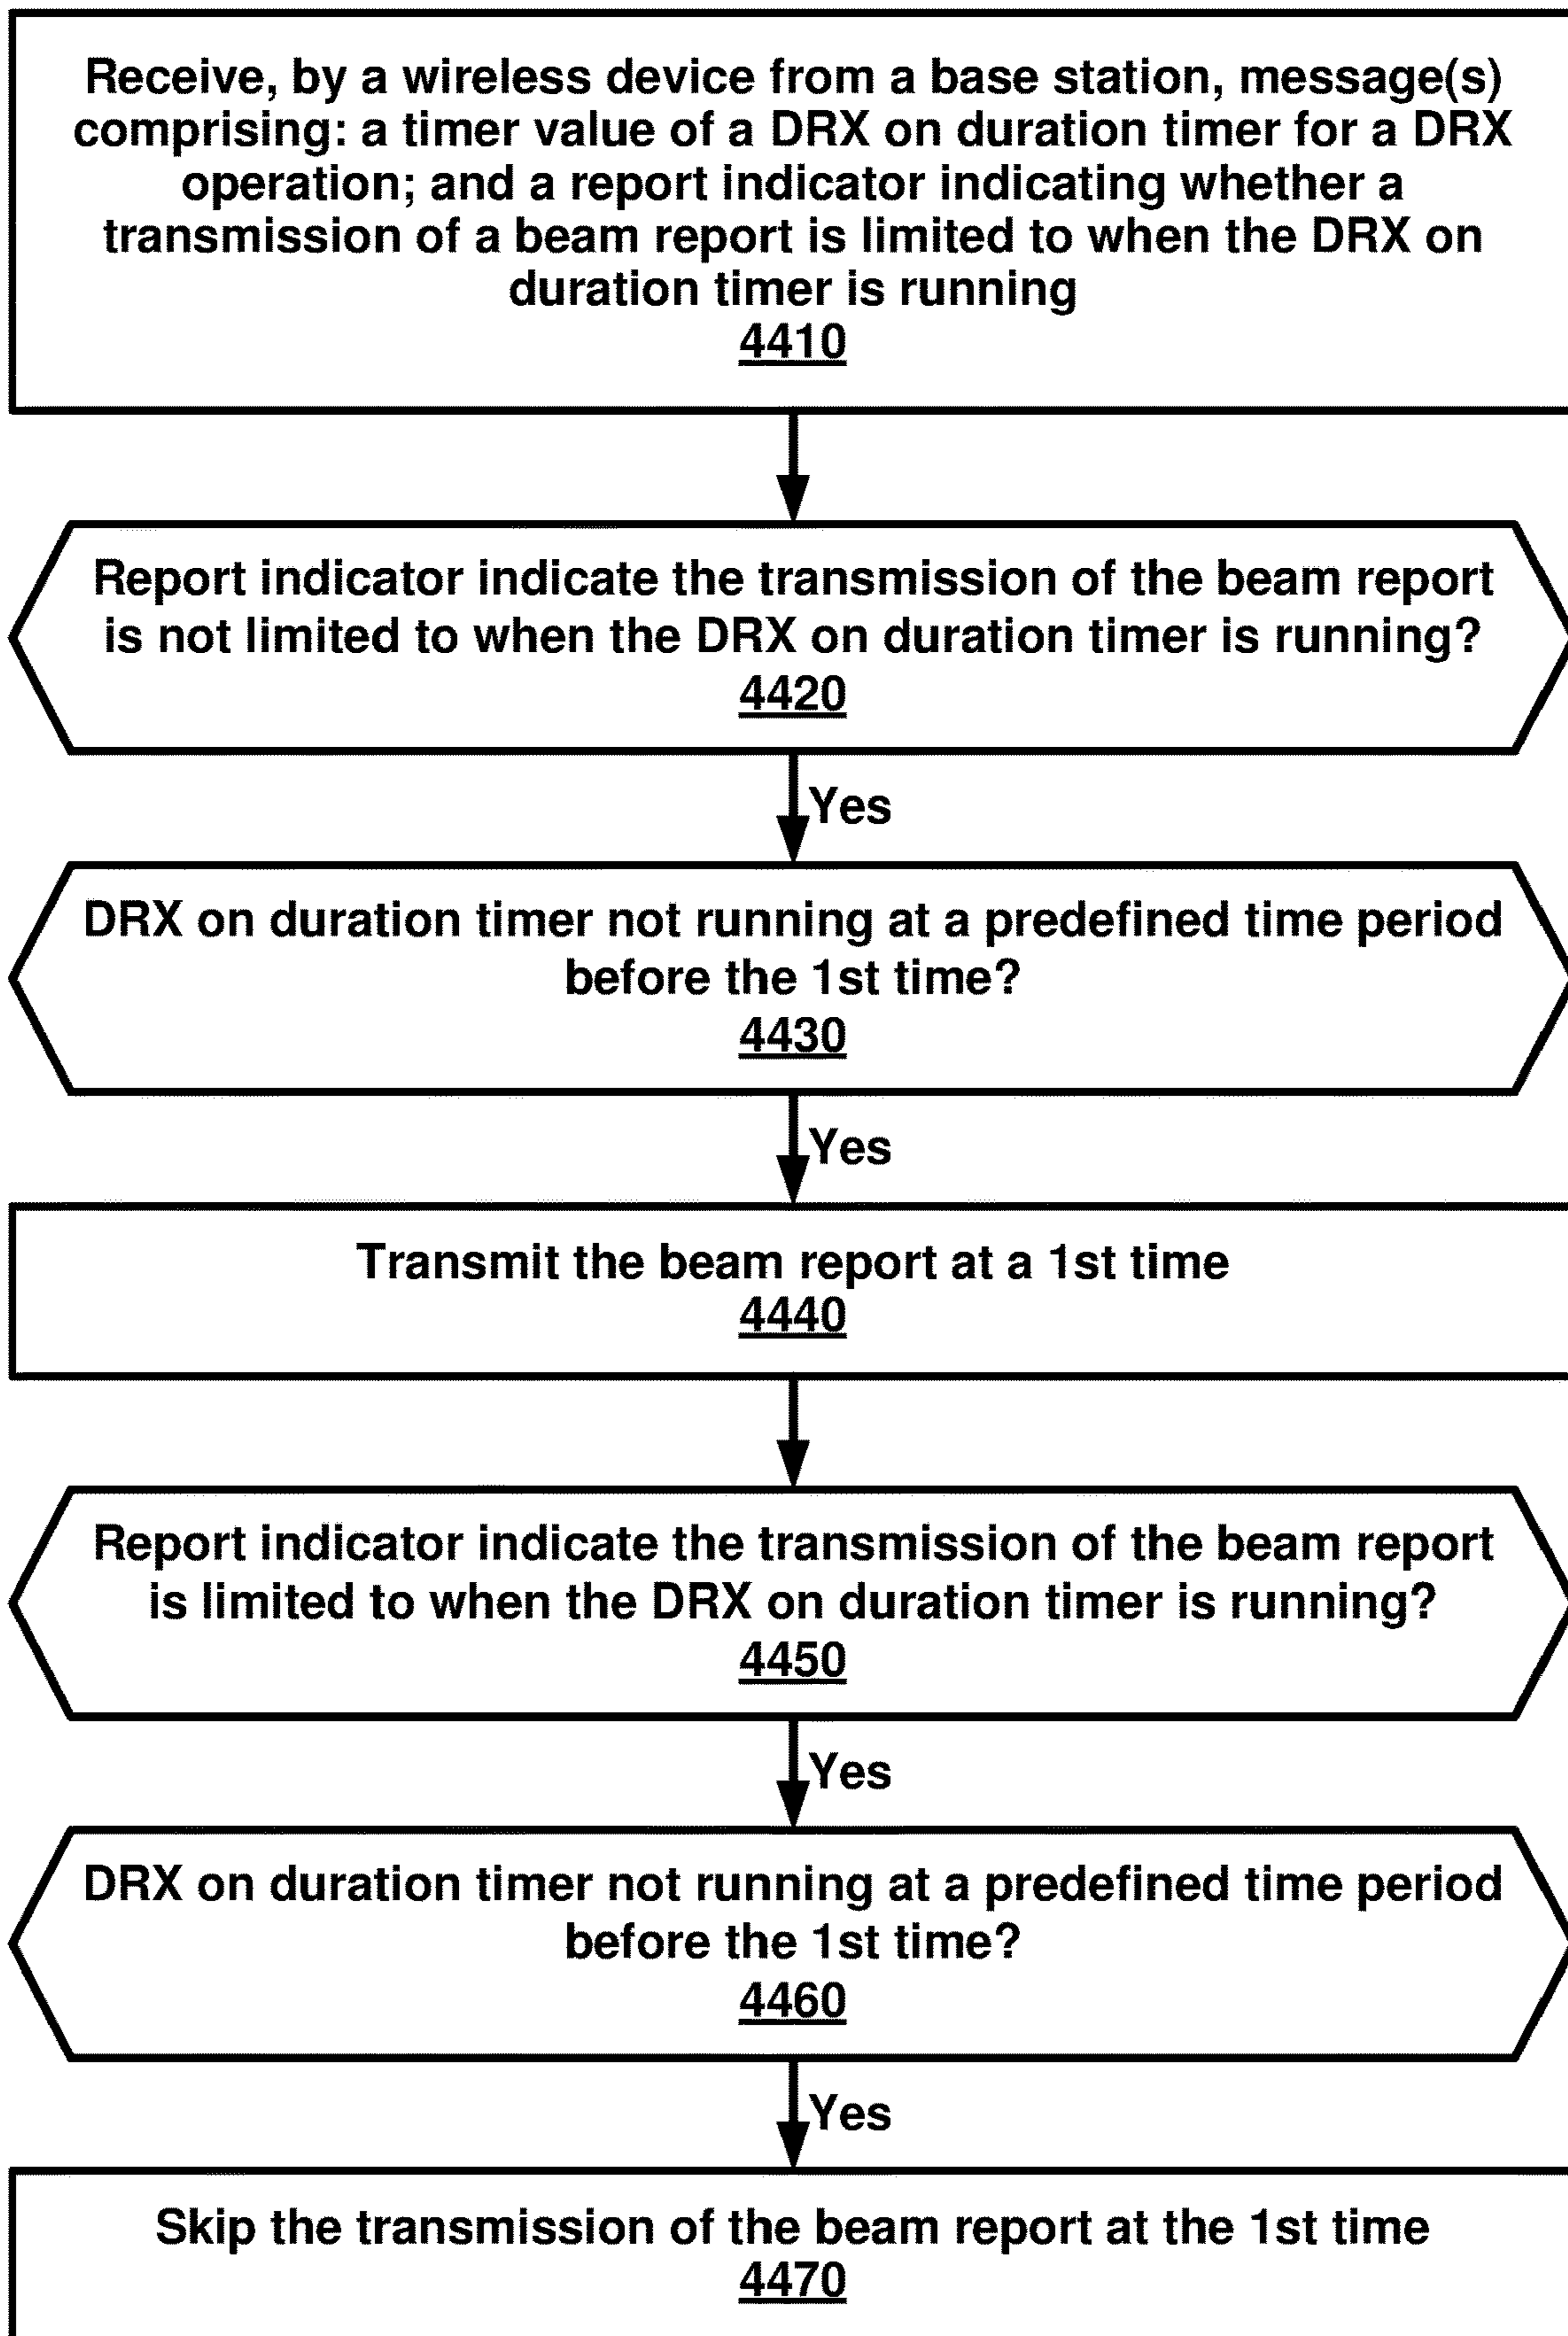 Receive, by a wireless device from a base station, message(s)
comprising: a timer value of a DRX on duration timer for a DRX
operation; and a report indicator indicating whether a
transmission of a beam report is limited to when the DRX on
duration timer is running
4410
Report indicator indicate the transmission of the beam report
is not limited to when the DRX on duration timer is running?
4420
Yes
DRX on duration timer not running at a predefined time period
before the 1st time?
4430
Yes
Transmit the beam report at a 1st time
4440
Report indicator indicate the transmission of the beam report
is limited to when the DRX on duration timer is running?
4450
Yes
DRX on duration timer not running at a predefined time period
before the 1st time?
4460
Yes
Skip the transmission of the beam report at the 1st time
4470